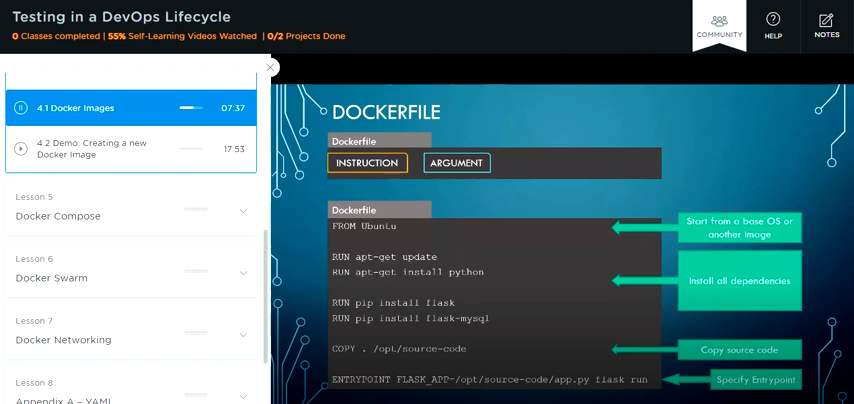 Testing in a DevOps Lifecycle
0 Classes completed | 55% Self-Learning Videos Watched | 0/2 Projects Done
COMMUNITY
HELP
NOTES
4.1 Docker Images
07:37
4.2 Demo: Creating a new
Docker Image
17:53
Lesson 5
Docker Compose
Lesson 6
Docker Swarm
Lesson 7
Docker Networking
Lesson 8
Appendix A – YAML
DOCKERFILE
Dockerfile
INSTRUCTION
ARGUMENT
Dockerfile
FROM Ubuntu
Start from a base OS or
another image
RUN apt-get update
RUN apt-get install python
Install all dependencies
RUN pip install flask
RUN pip install flask-mysql
COPY . /opt/source-code
Copy source code
ENTRYPOINT FLASK_APP=/opt/source-code/app.py flask run
Specify Entrypoint